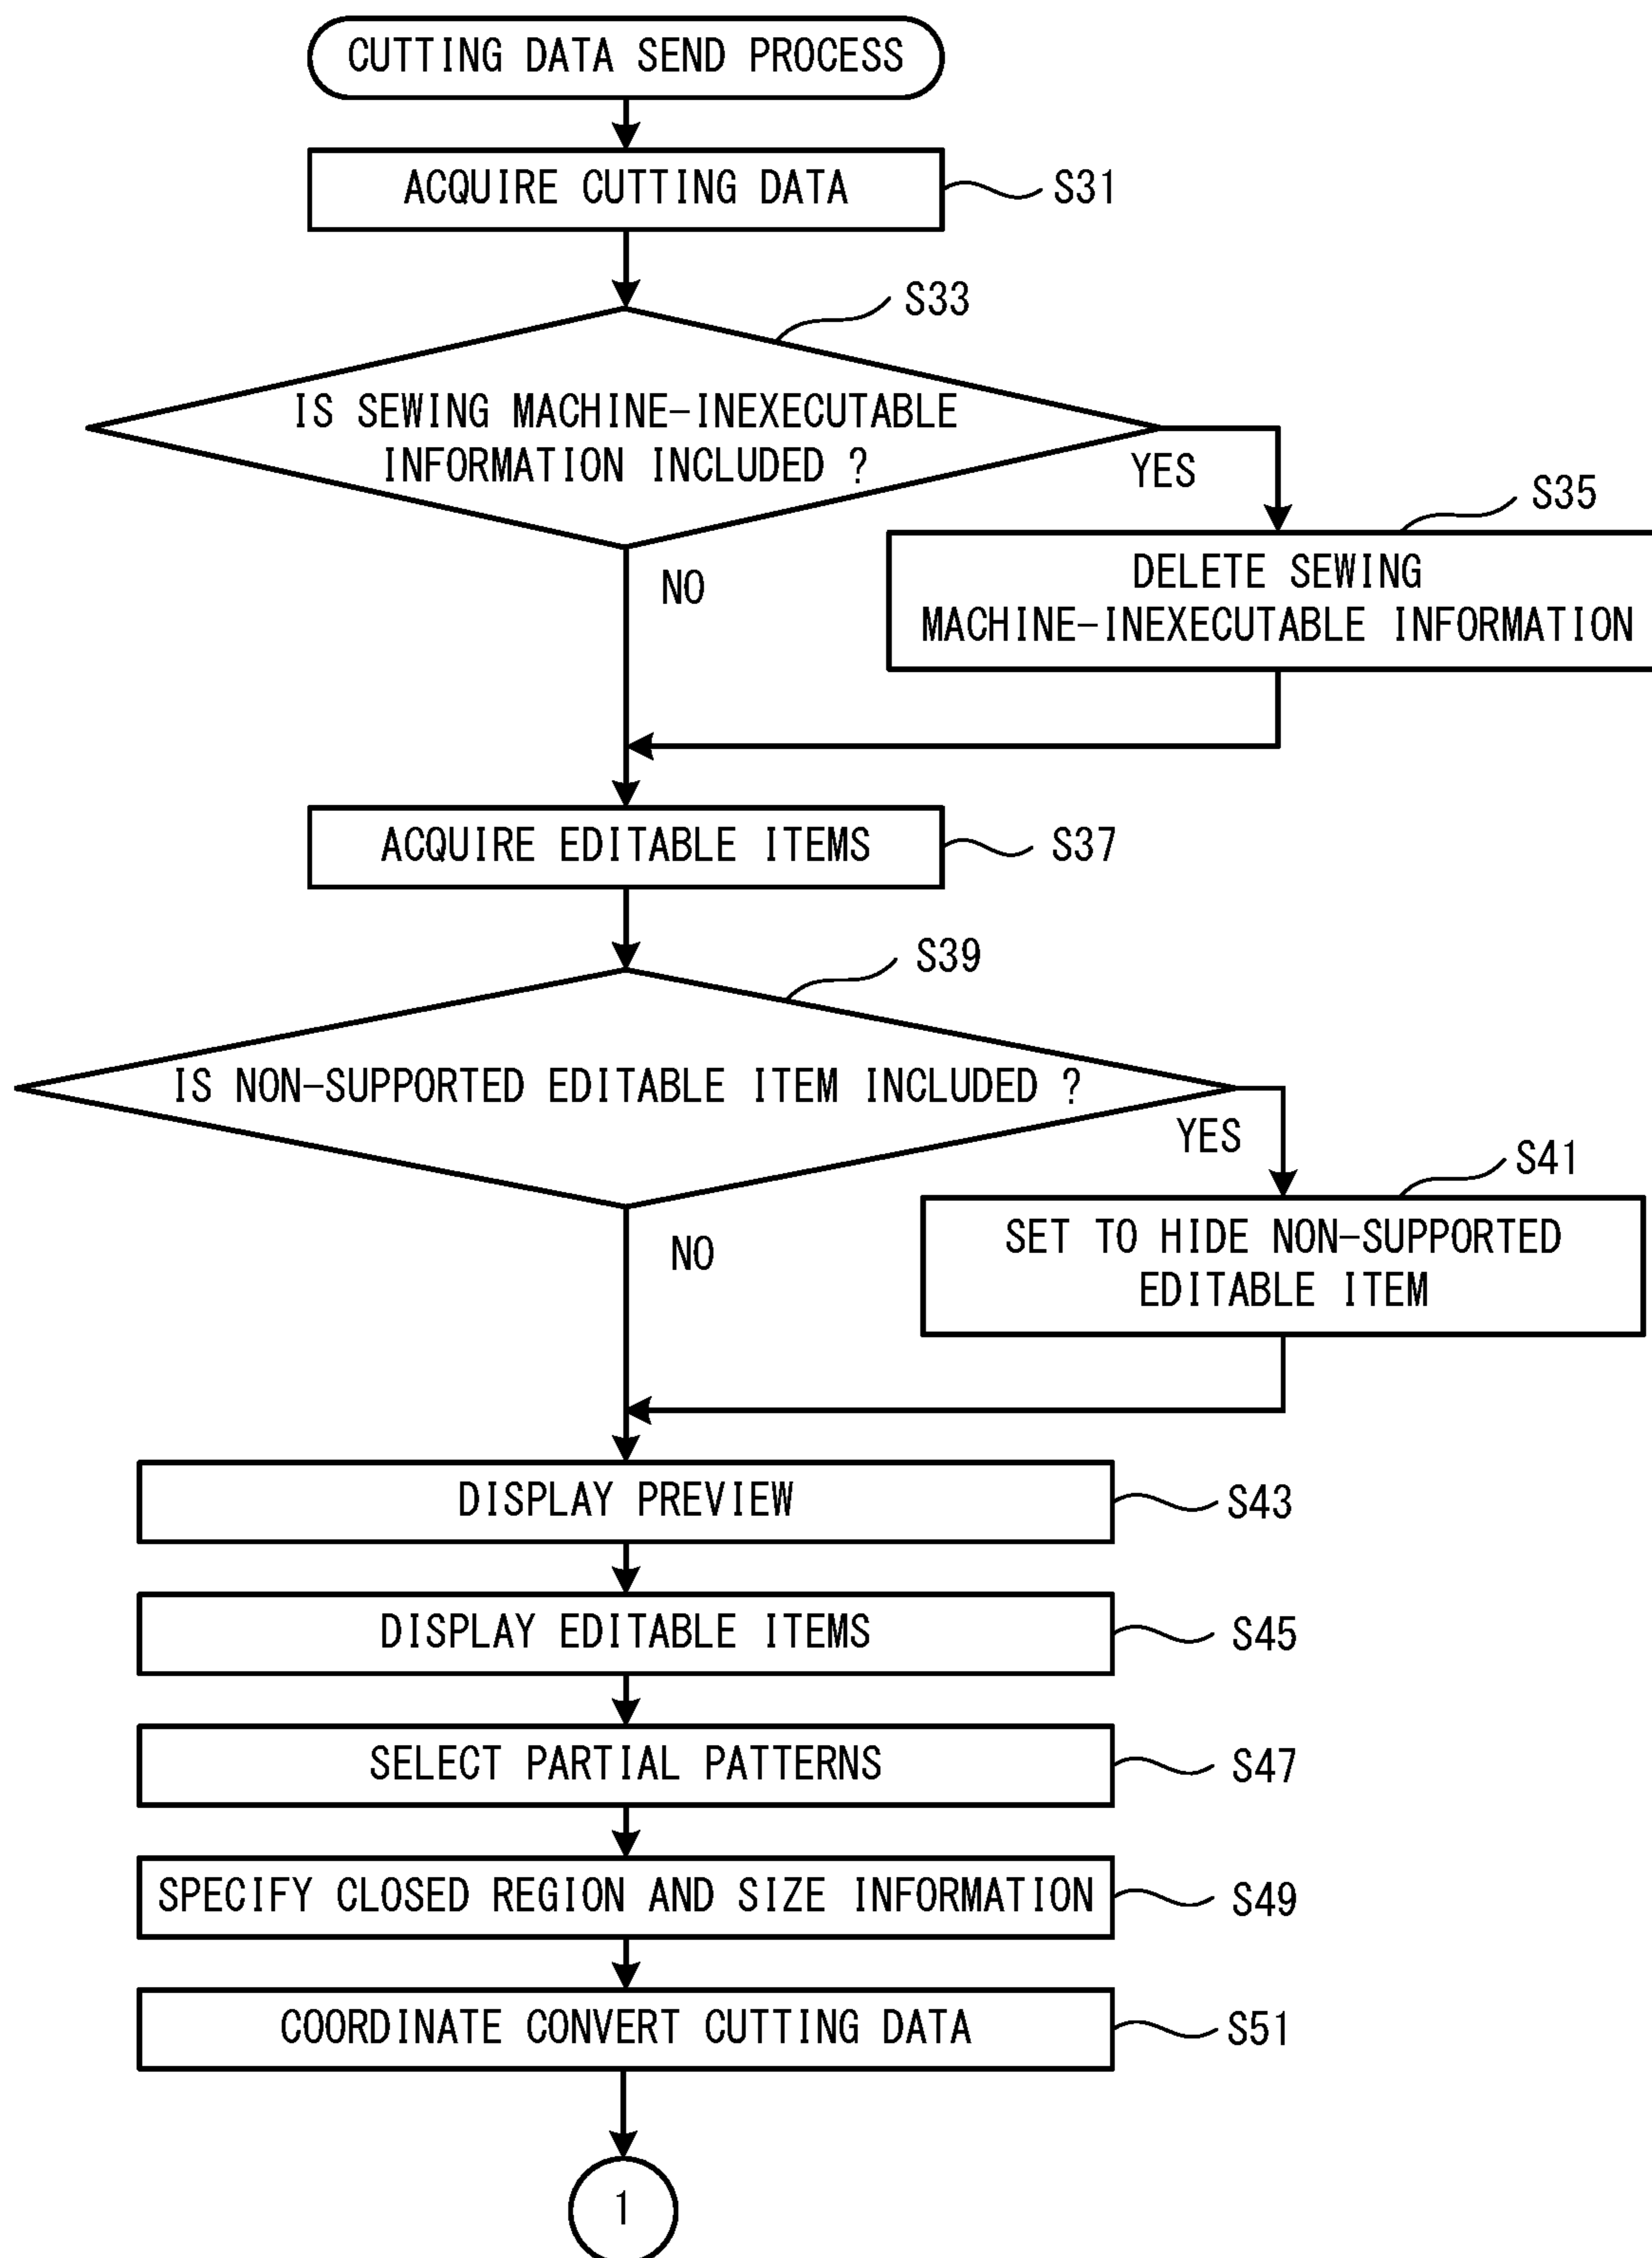 CUTTING DATA SEND PROCESS
ACQUIRE CUTTING DATA
S31
S33
IS SEWING MACHINE-INEXECUTABLE
INFORMATION INCLUDED ?
YES
S35
DELETE SEWING
MACHINE-INEXECUTABLE INFORMATION
NO
ACQUIRE EDITABLE ITEMS
S37
S39
IS NON-SUPPORTED EDITABLE ITEM INCLUDED ?
YES
S41
SET TO HIDE NON-SUPPORTED
EDITABLE ITEM
NO
DISPLAY PREVIEW
S43
DISPLAY EDITABLE ITEMS
S45
SELECT PARTIAL PATTERNS
S47
SPECIFY CLOSED REGION AND SIZE INFORMATION
S49
COORDINATE CONVERT CUTTING DATA
S51
1